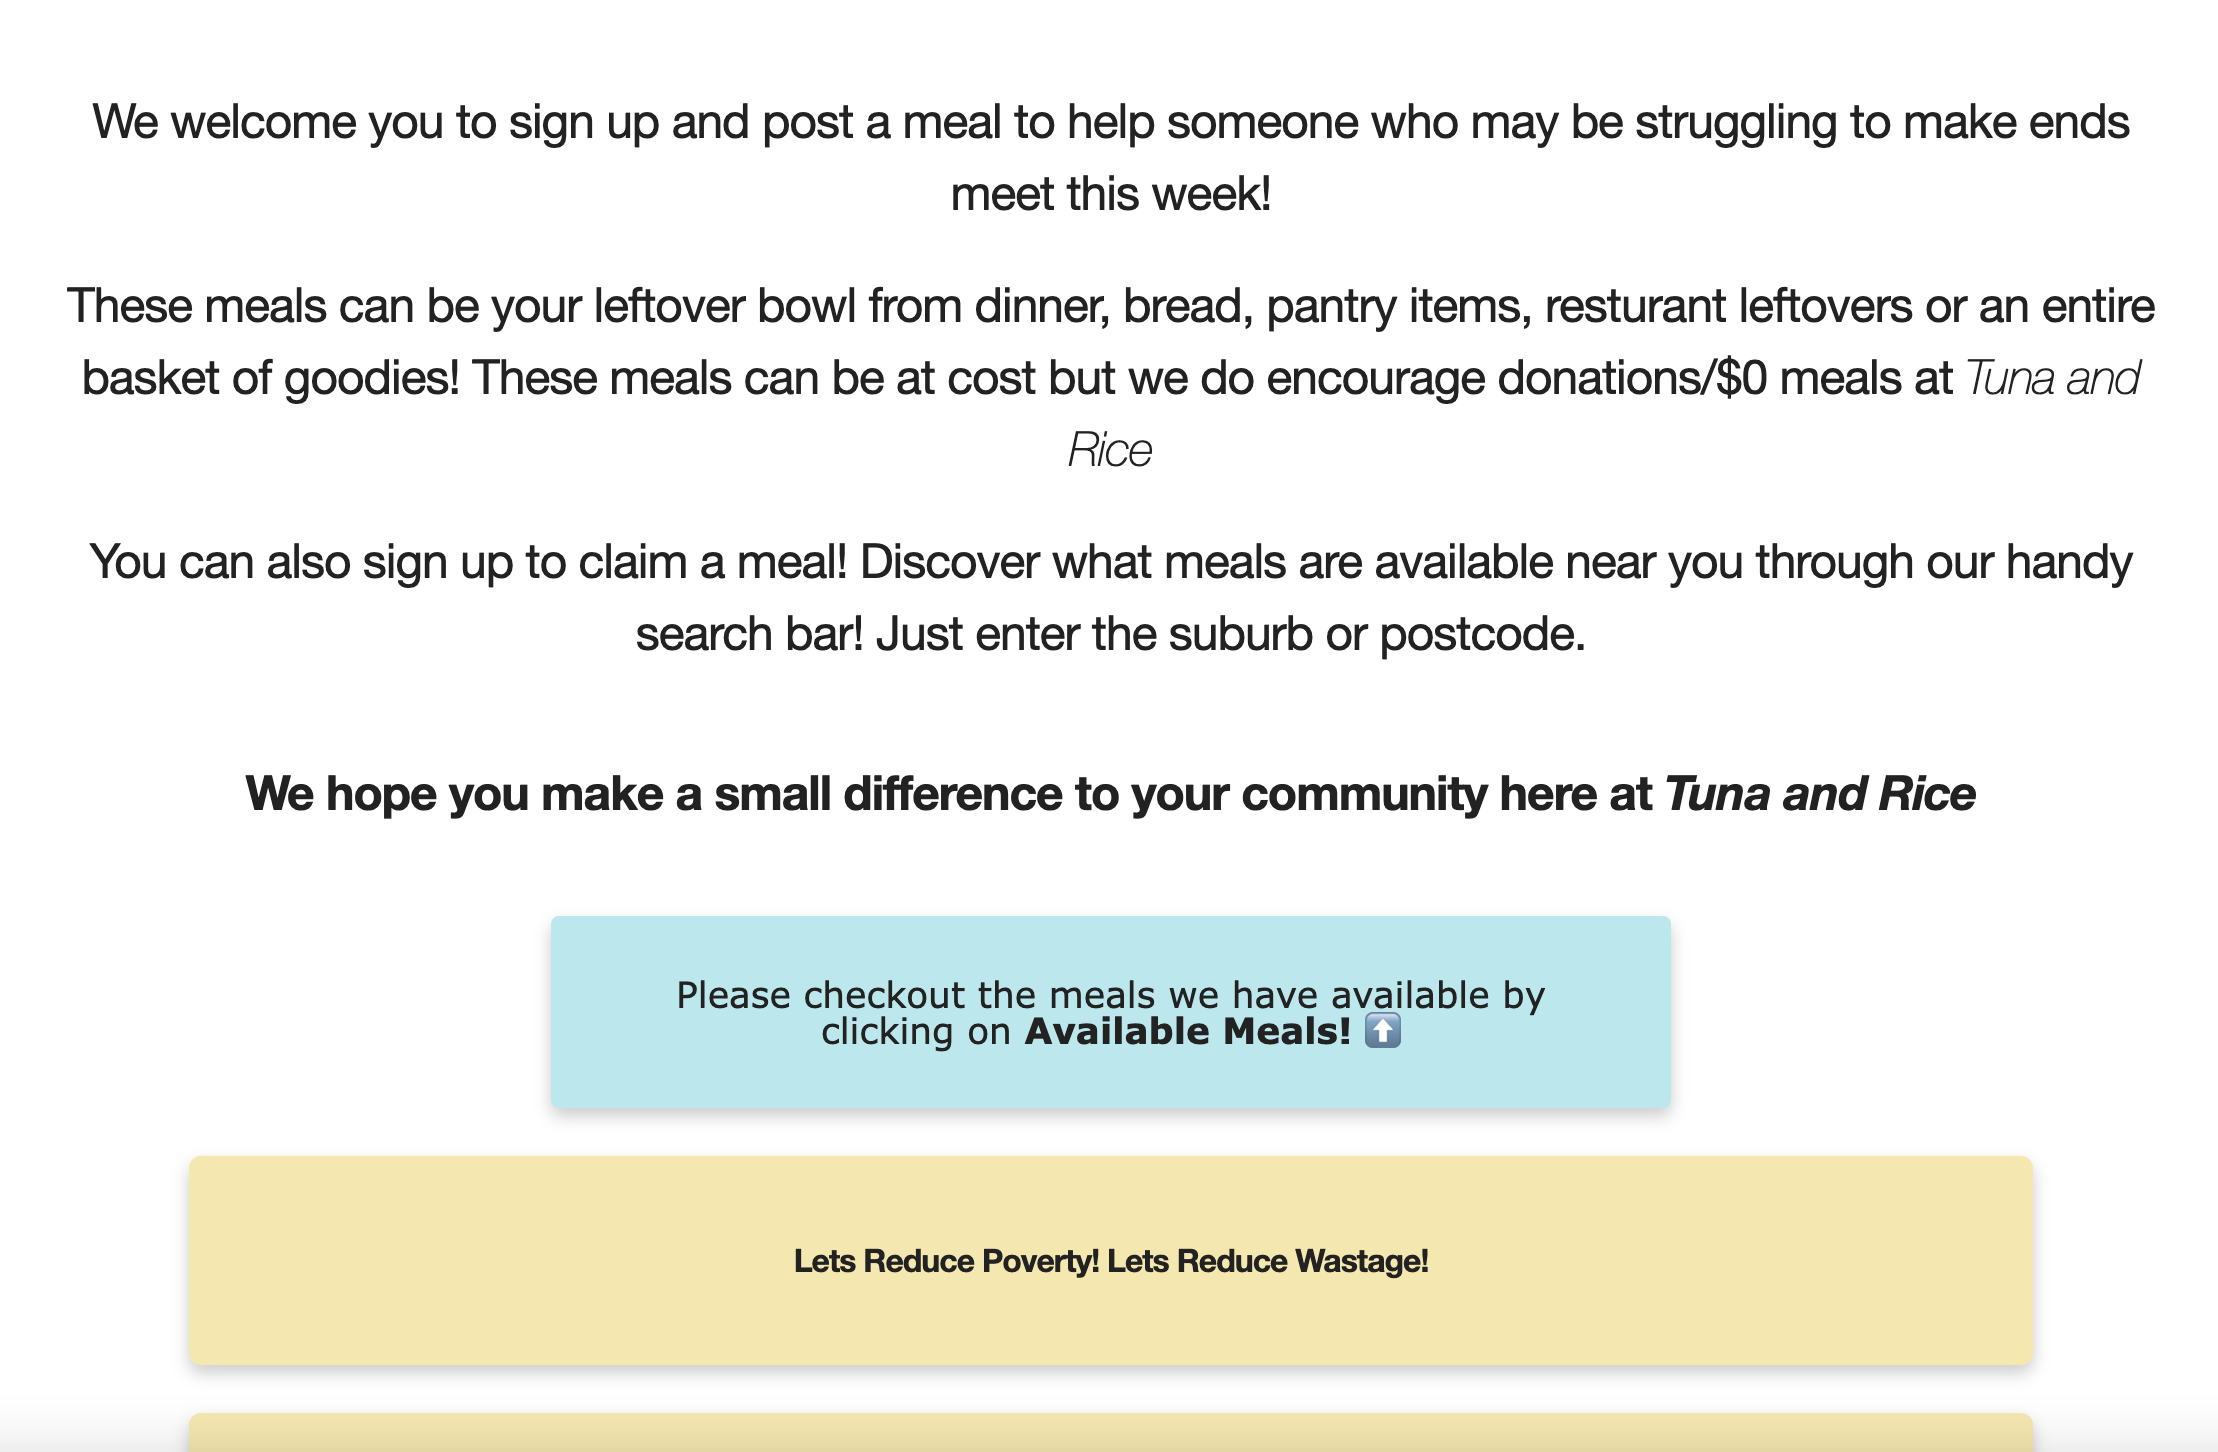 We welcome you to sign up and post a meal to help someone who may be struggling to make ends
meet this week!
These meals can be your leftover bowl from dinner, bread, pantry items, resturant leftovers or an entire
basket of goodies! These meals can be at cost but we do encourage donations/$0 meals at Tuna and
Rice
You can also sign up to claim a meal! Discover what meals are available near you through our handy
search bar! Just enter the suburb or postcode.
We hope you make a small difference to your community here at Tuna and Rice
Please checkout the meals we have available by
clicking on Available Meals! ⬆️
Lets Reduce Poverty! Lets Reduce Wastage!